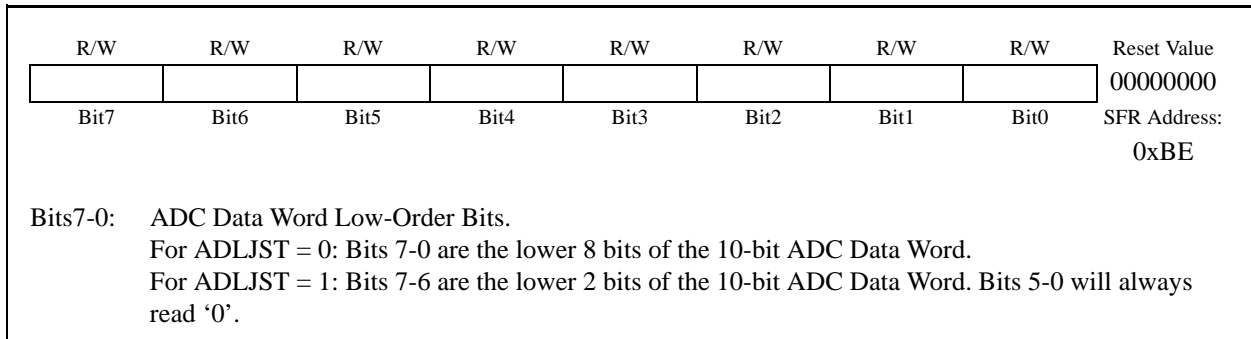 R/W R/W R/W R/W R/W R/W R/W R/W Reset Value
00000000
Bit7 Bit6 Bit5 Bit4 Bit3 Bit2 Bit1 Bit0 SFR Address:
0xBE
Bits7-0: ADC Data Word Low-Order Bits.
For ADLJST = 0: Bits 7-0 are the lower 8 bits of the 10-bit ADC Data Word.
For ADLJST = 1: Bits 7-6 are the lower 2 bits of the 10-bit ADC Data Word. Bits 5-0 will always
read ‘0’.